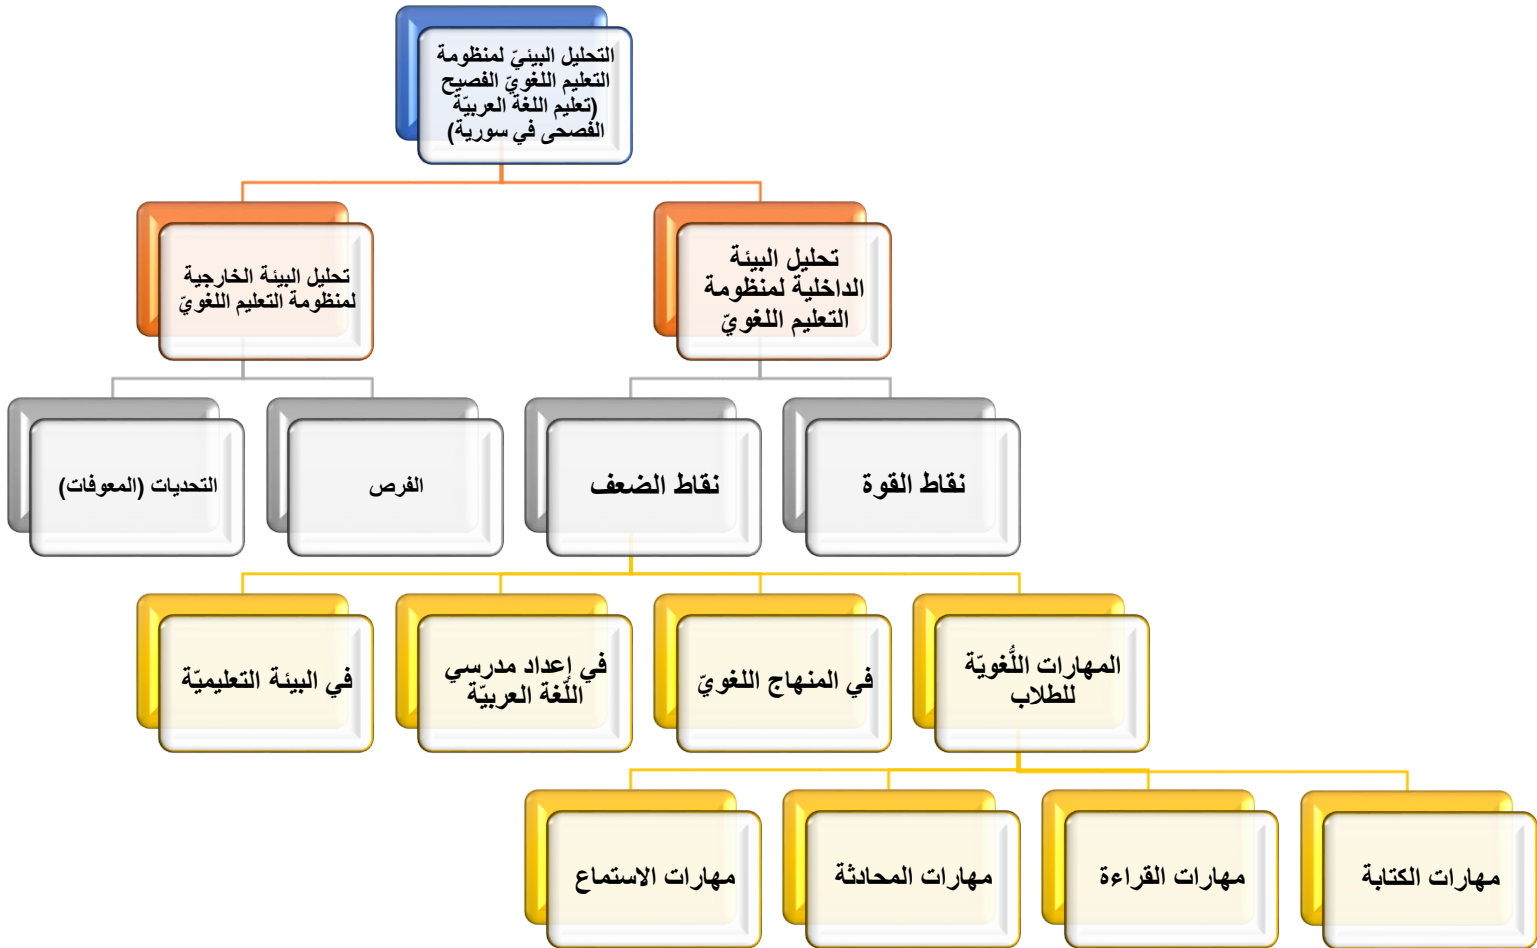 التحليل البيئيّ لمنظومة
التعليم اللغويّ الفصيح
(تعليم اللغة العربيّة
الفصحى في سورية)
تحليل البيئة
الداخلية لمنظومة
التعليم اللغويّ
تحليل البيئة الخارجية
لمنظومة التعليم اللغويّ
نقاط القوة
نقاط الضعف
الفرص
التحديات (المعوفات)
المهارات اللُّغويّة
للطلاب
في المنهاج اللغويّ
في إعداد مدرسي
اللّغة العربيّة
في البيئة التعليميّة
مهارات الكتابة
مهارات القراءة
مهارات المحادثة
مهارات الاستماع